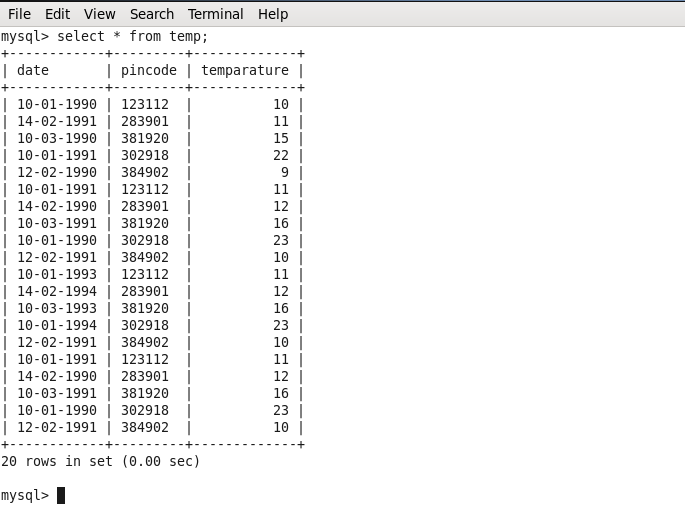 File Edit View Search Terminal Help
mysql> select * from temp;
+------------+---------+-------------+
| date       | pincode | temparature |
+------------+---------+-------------+
| 10-01-1990 | 123112  |          10 |
| 14-02-1991 | 283901  |          11 |
| 10-03-1990 | 381920  |          15 |
| 10-01-1991 | 302918  |          22 |
| 12-02-1990 | 384902  |           9 |
| 10-01-1991 | 123112  |          11 |
| 14-02-1990 | 283901  |          12 |
| 10-03-1991 | 381920  |          16 |
| 10-01-1990 | 302918  |          23 |
| 12-02-1991 | 384902  |          10 |
| 10-01-1993 | 123112  |          11 |
| 14-02-1994 | 283901  |          12 |
| 10-03-1993 | 381920  |          16 |
| 10-01-1994 | 302918  |          23 |
| 12-02-1991 | 384902  |          10 |
| 10-01-1991 | 123112  |          11 |
| 14-02-1990 | 283901  |          12 |
| 10-03-1991 | 381920  |          16 |
| 10-01-1990 | 302918  |          23 |
| 12-02-1991 | 384902  |          10 |
+------------+---------+-------------+
20 rows in set (0.00 sec)
mysql>